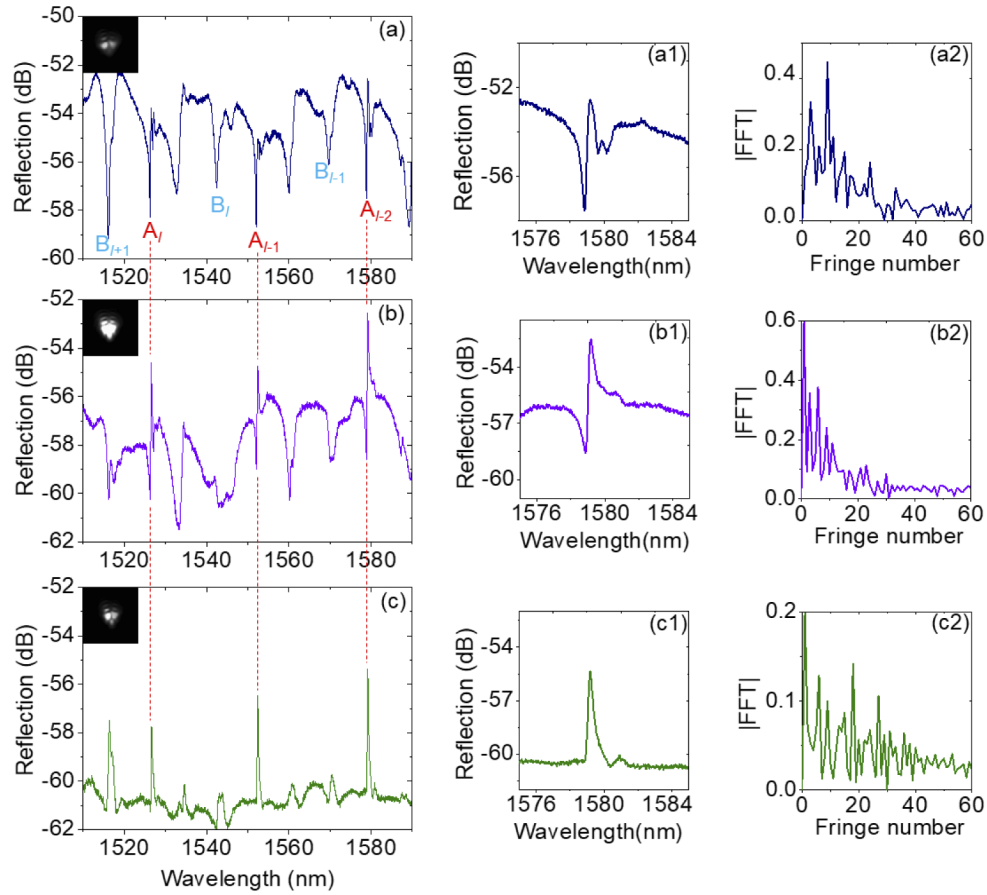 -50
-52
-54
-56
-58
-60
Reflection (dB)
(a)
B l+1
A l
B l
A l-1
B l-1
A l-2
1520 1540 1560 1580
-52
-56
Reflection (dB)
(a1)
1576 1580 1584
Wavelength(nm)
0.4
0.2
0.0
|FFT|
(a2)
0 20 40 60
Fringe number
-52
-54
-56
-58
-60
-62
Reflection (dB)
(b)
1520 1540 1560 1580
-54
-57
-60
Reflection (dB)
(b1)
1576 1580 1584
Wavelength(nm)
0.6
0.4
0.2
0.0
|FFT|
(b2)
0 20 40 60
Fringe number
-52
-54
-56
-58
-60
-62
Reflection (dB)
(c)
1520 1540 1560 1580
Wavelength (nm)
-54
-57
-60
Reflection (dB)
(c1)
1576 1580 1584
Wavelength(nm)
0.2
0.1
0.0
|FFT|
(c2)
0 20 40 60
Fringe number